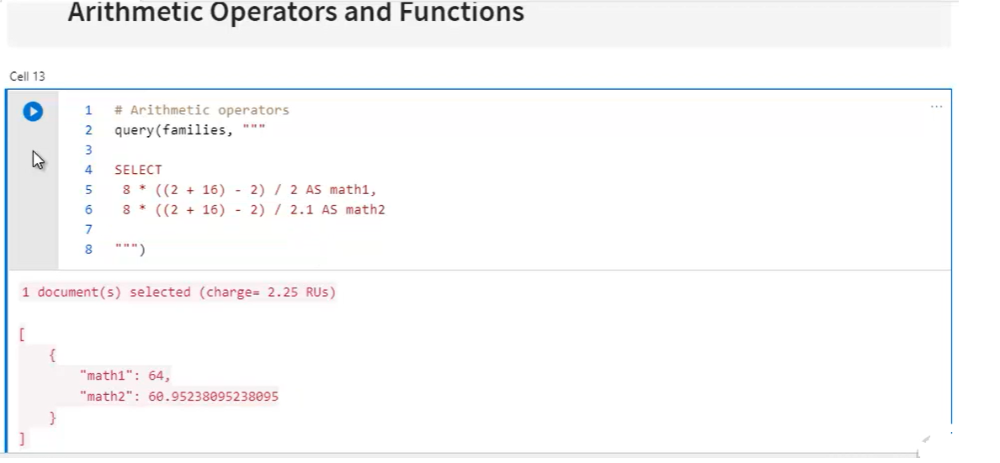 Arithmetic Operators and Functions
Cell 13
...
1 # Arithmetic operators
2 query(families, """
3
4 SELECT
5 8 * ((2 + 16) - 2) / 2 AS math1,
6 8 * ((2 + 16) - 2) / 2.1 AS math2
7
8 """)
1 document(s) selected (charge= 2.25 RUs)
[
{
"math1": 64,
"math2": 60.95238095238095
}
]